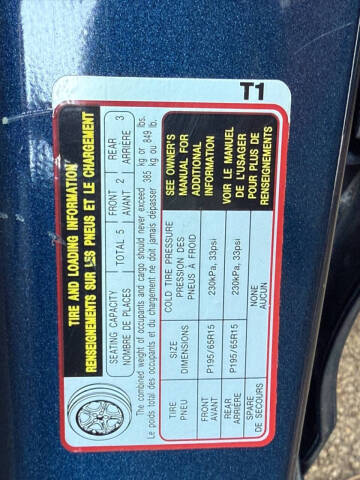 TIRE AND LOADING INFORMATION
RENSEIGNEMENTS SUR LES PNEUS ET LE CHARGEMENT
SEATING CAPACITY TOTAL 5 FRONT 2 REAR 3
NOMBRE DE PLACES AVANT ARRIÈRE
The combined weight of occupants and cargo should never exceed 385 kg or 849 lbs.
Le poids total des occupants et du chargement ne doit jamais dépasser kg ou lb.
TIRE SIZE COLD TIRE PRESSURE
PNEU DIMENSIONS PRESSION DES
PNEUS À FROID
FRONT P195/65R15 230kPa, 33psi
AVANT
REAR P195/65R15 230kPa, 33psi
ARRIÈRE
SPARE NONE
DE SECOURS AUCUN
SEE OWNER'S
MANUAL FOR
ADDITIONAL
INFORMATION
VOIR LE MANUEL
DE L'USAGER
POUR PLUS DE
RENSEIGNEMENTS
T1